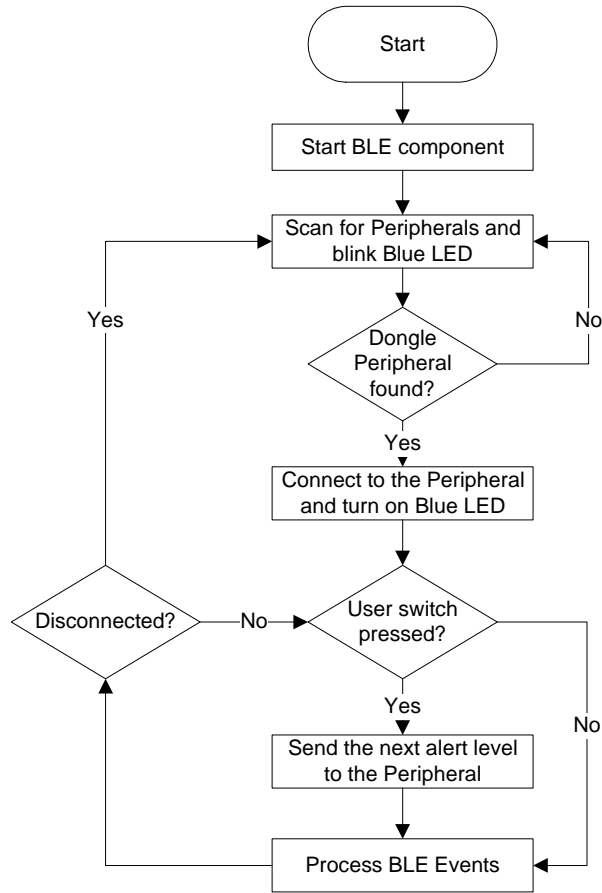 Start
Start BLE component
Scan for Peripherals and
blink Blue LED
Yes
No
Dongle
Peripheral
found?
Yes
Connect to the Peripheral
and turn on Blue LED
Disconnected?
No
User switch
pressed?
Yes
No
Send the next alert level
to the Peripheral
Process BLE Events